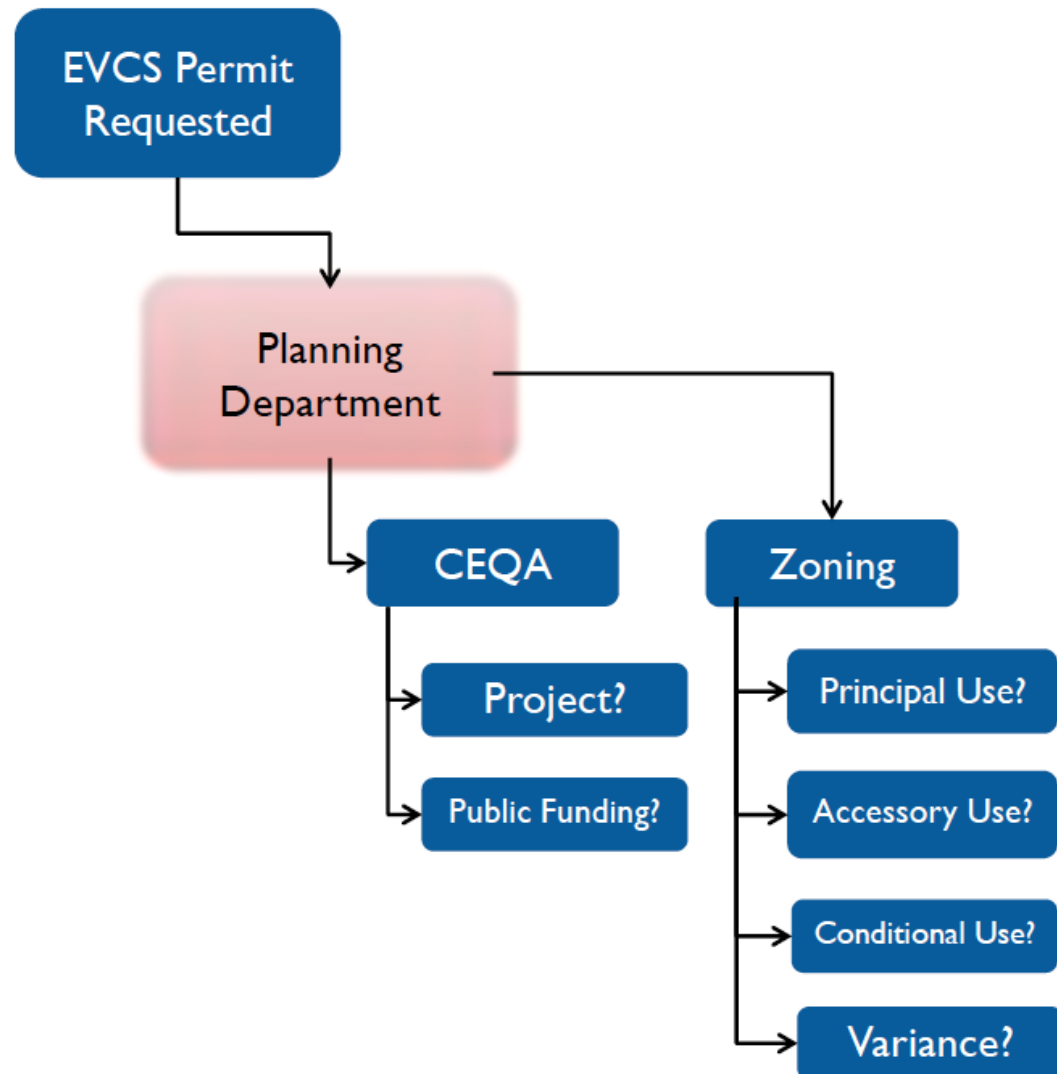 EVCS Permit
Requested
Planning
Department
CEQA
Zoning
Project?
Public Funding?
Principal Use?
Accessory Use?
Conditional Use?
Variance?